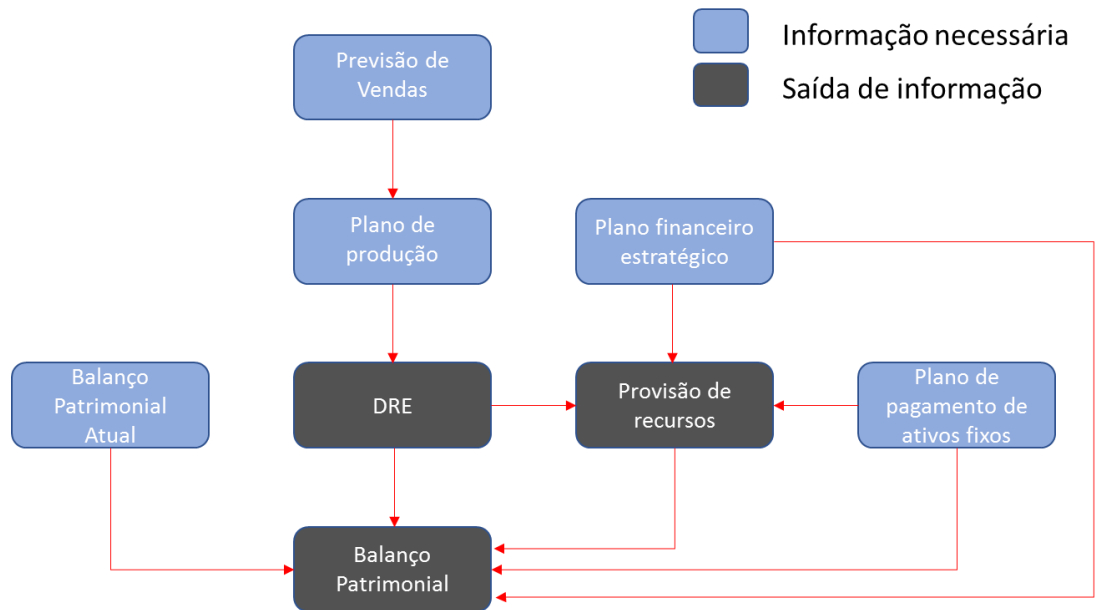 Informação necessária
Saída de informação
Previsão de
Vendas
Plano de
produção
Plano financeiro
estratégico
Balanço
Patrimonial
Atual
DRE
Provisão de
recursos
Plano de
pagamento de
ativos fixos
Balanço
Patrimonial